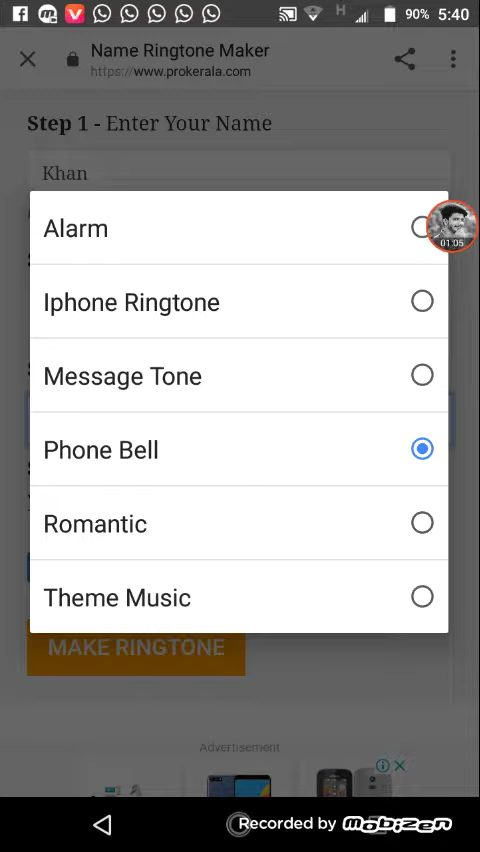 90% 5:40
H
Name Ringtone Maker
https://www.prokerala.com
Step 1 - Enter Your Name
Khan
Alarm
01:05
Iphone Ringtone
Message Tone
Phone Bell
Romantic
Theme Music
MAKE RINGTONE
Advertisement
Recorded by mobizen